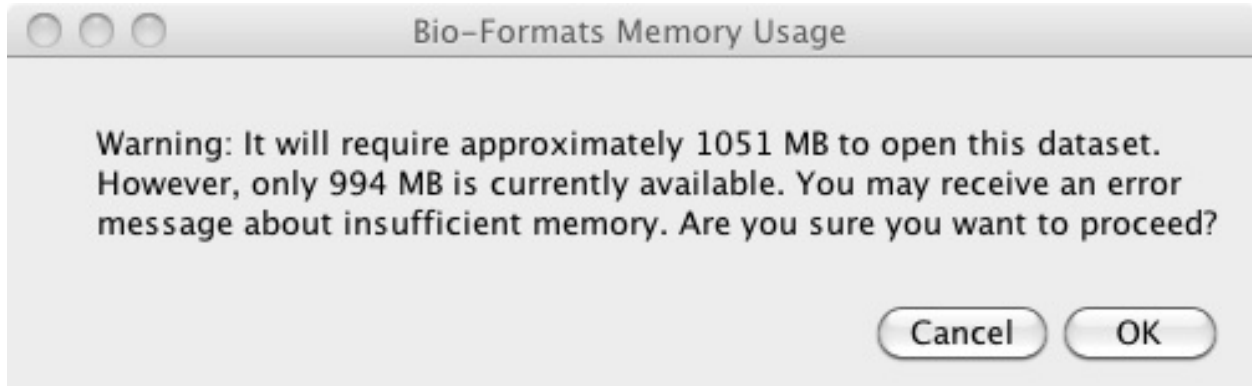 Bio-Formats Memory Usage
Warning: It will require approximately 1051 MB to open this dataset.
However, only 994 MB is currently available. You may receive an error
message about insufficient memory. Are you sure you want to proceed?
Cancel OK